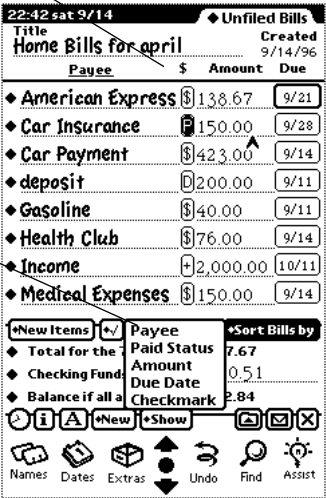 22:42 sat 9/14 ◆ Unfiled Bills
Title Created
Home Bills for april 9/14/96
Payee $ Amount Due
◆ American Express $ 138.67 9/21
◆ Car Insurance P 150.00 9/28
◆ Car Payment $ 423.00 9/14
◆ deposit D 200.00 9/11
◆ Gasoline $ 40.00 9/11
◆ Health Club $ 76.00 9/14
◆ Income + 2,000.00 10/11
◆ Medical Expenses $ 150.00 9/14
◆New Items ◆√ ◆Sort Bills by
Payee
Paid Status
Amount
Due Date
Checkmark
◆ Total for the 7.67
◆ Checking Fund 0.51
◆ Balance if all a 2.84
i A ◆New ◆Show X
Names Dates Extras Undo Find Assist